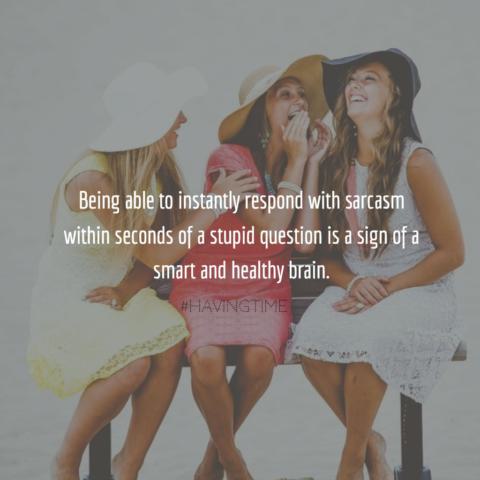 Being able to instantly respond with sarcasm
within seconds of a stupid question is a sign of a
smart and healthy brain.
#HAVINGTIME